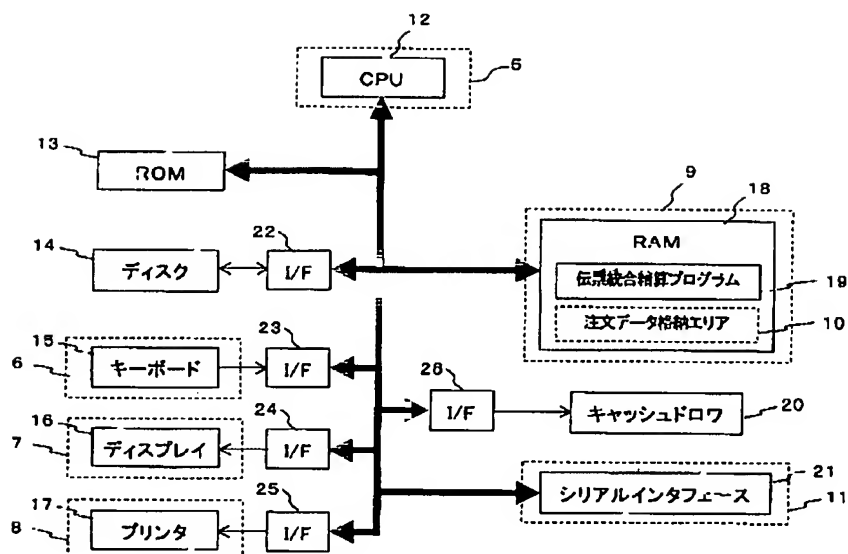 12
CPU
5
13
ROM
9
18
RAM
伝票統合精算プログラム
19
注文データ格納エリア
10
14
ディスク
22
I/F
15
キーボード
6
23
I/F
28
I/F
キャッシュドロワ
20
16
ディスプレイ
7
24
I/F
21
シリアルインタフェース
11
17
プリンタ
8
25
I/F